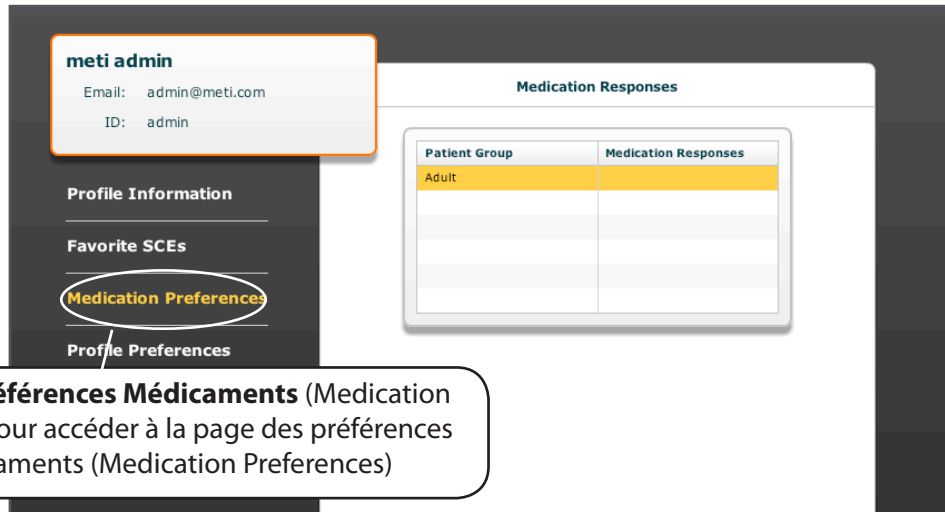 meti admin
Email: admin@meti.com
ID: admin
Medication Responses
Patient Group Medication Responses
Adult
Profile Information
Favorite SCEs
Medication Preferences
Profile Preferences
éférences Médicaments (Medication
our accéder à la page des préférences
aments (Medication Preferences)